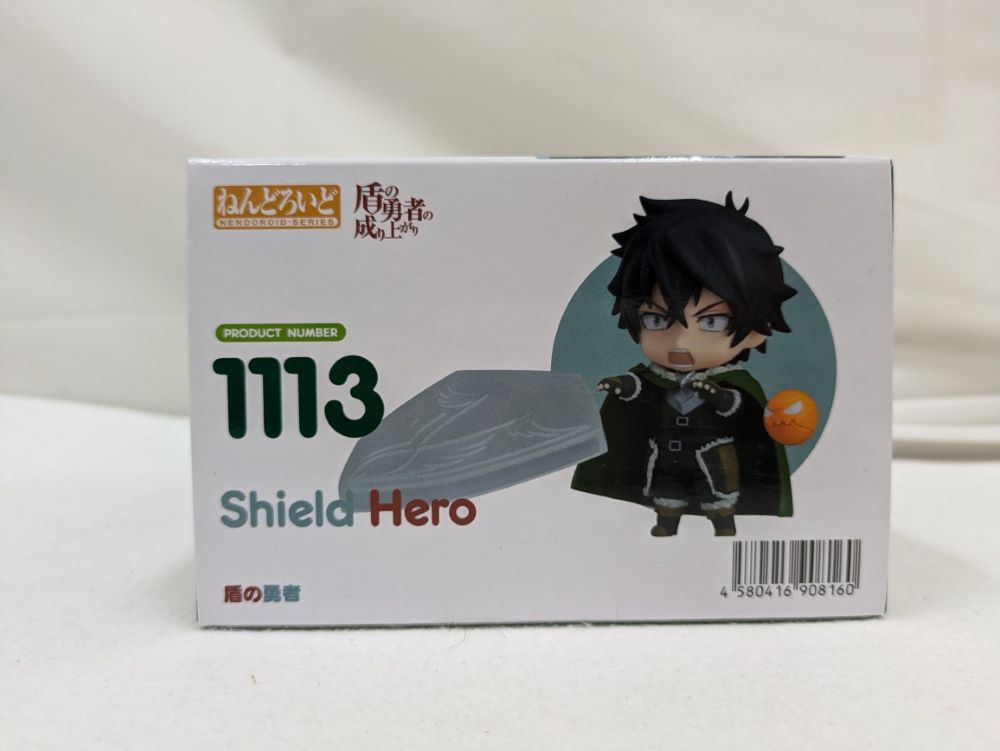 ねんどろいど
NENDOROID-SERIES
盾の勇者の
成り上がり
PRODUCT NUMBER
1113
Shield Hero
盾の勇者
4 580416 908160